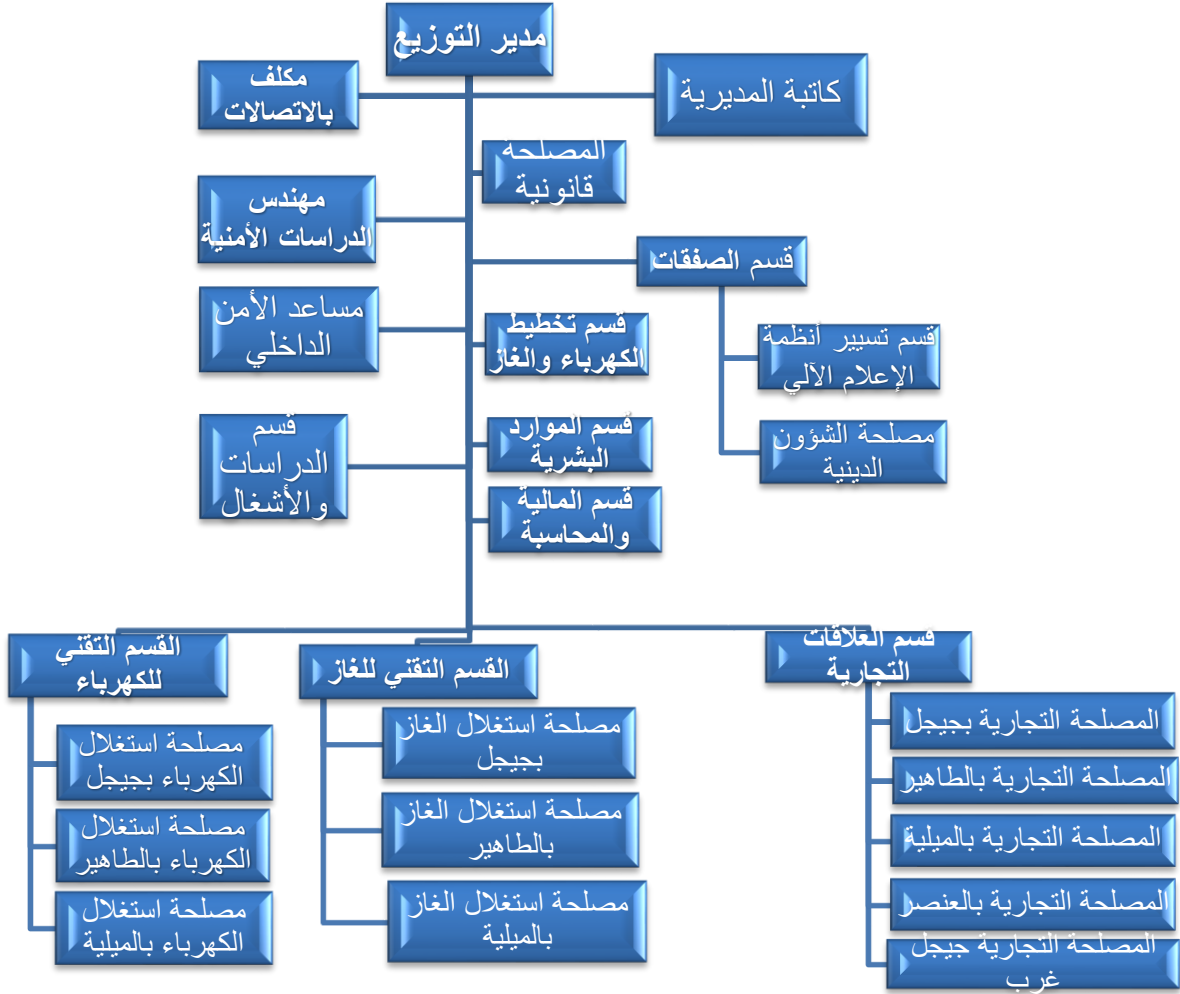 مدير التوزيع
كاتبة المديرية
مكلف
بالاتصالات
المصلحة
قانونية
مهندس
الدراسات الأمنية
قسم الصفقات
مساعد الأمن
الداخلي
قسم تخطيط
الكهرباء والغاز
قسم تسيير أنظمة
الإعلام الآلي
قسم الموارد
البشرية
مصلحة الشؤون
الدينية
قسم
الدراسات
والأشغال
قسم المالية
والمحاسبة
قسم العلاقات
التجارية
المصلحة التجارية بجيجل
المصلحة التجارية بالطاهير
المصلحة التجارية بالميلية
المصلحة التجارية بالعنصر
المصلحة التجارية جيجل
غرب
القسم التقني للغاز
مصلحة استغلال الغاز
بجيجل
مصلحة استغلال الغاز
بالطاهير
مصلحة استغلال الغاز
بالميلية
القسم التقني
للكهرباء
مصلحة استغلال
الكهرباء بجيجل
مصلحة استغلال
الكهرباء بالطاهير
مصلحة استغلال
الكهرباء بالميلية